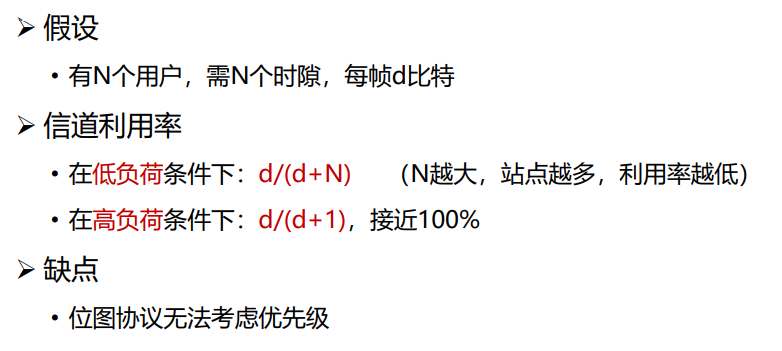 ➢ 假设
• 有N个用户，需N个时隙，每帧d比特
➢ 信道利用率
• 在低负荷条件下：d/(d+N) （N越大，站点越多，利用率越低）
• 在高负荷条件下：d/(d+1)，接近100%
➢ 缺点
• 位图协议无法考虑优先级